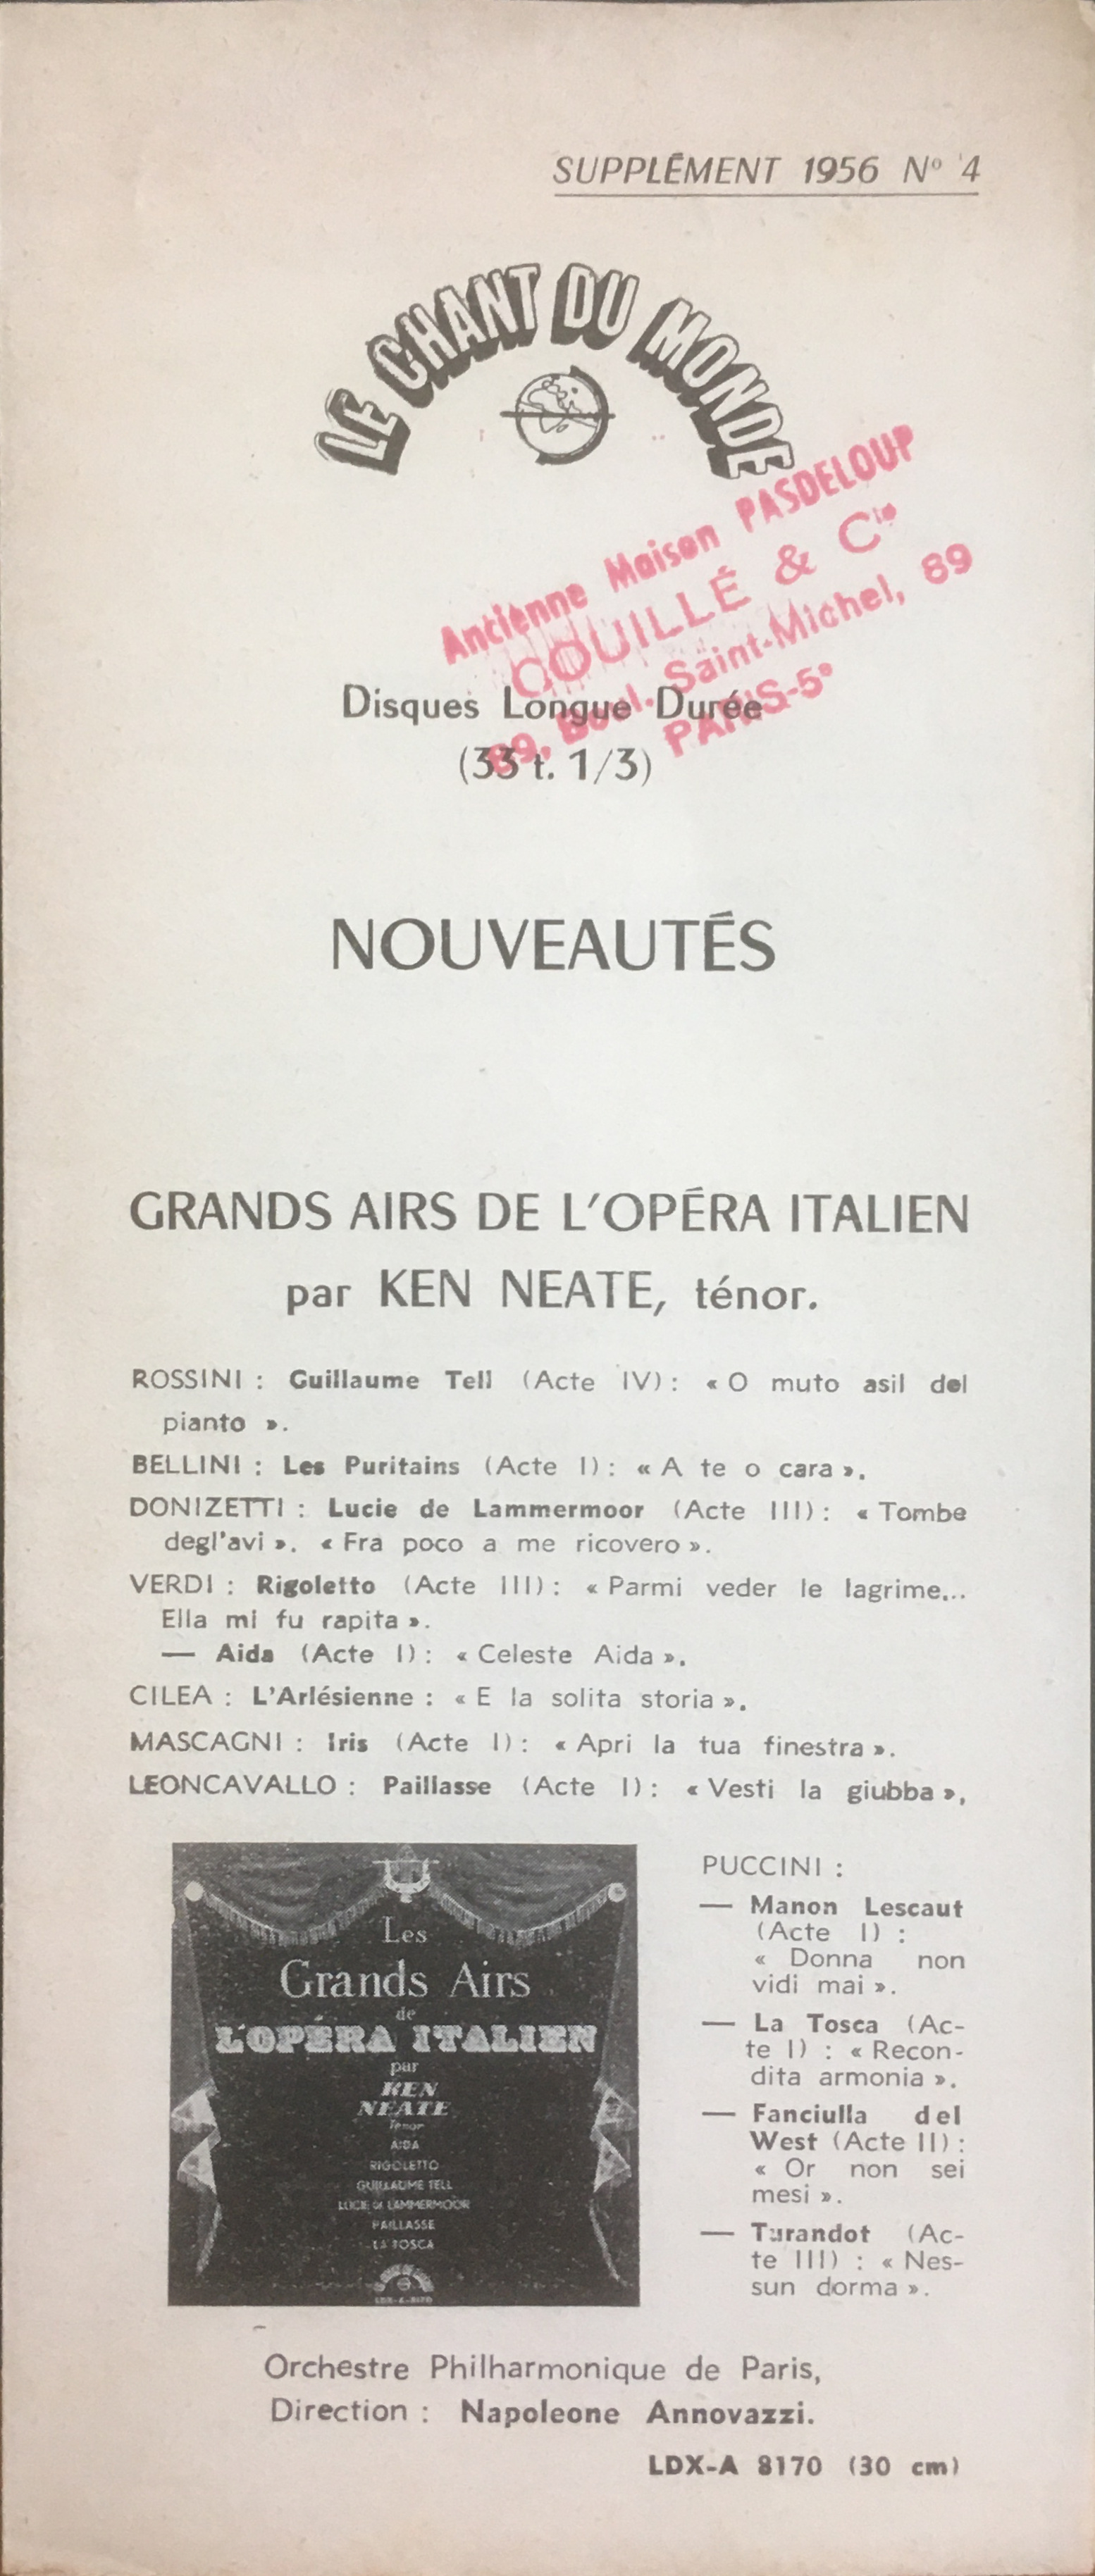 SUPPLÉMENT 1956 Nº 4
LE CHANT DU MONDE
Ancienne Maison PASDELOUP
COUILLÉ & Cie
89, Boul. Saint-Michel, 89
PARIS-5e
Disques Longue Durée
(33 t. 1/3)
NOUVEAUTÉS
GRANDS AIRS DE L'OPÉRA ITALIEN
par KEN NEATE, ténor.
ROSSINI : Guillaume Tell (Acte IV) : « O muto asil del
pianto ».
BELLINI : Les Puritains (Acte I) : « A te o cara ».
DONIZETTI : Lucie de Lammermoor (Acte III) : « Tombe
degl'avi ». « Fra poco a me ricovero ».
VERDI : Rigoletto (Acte III) : « Parmi veder le lagrime...
Ella mi fu rapita ».
— Aida (Acte I) : « Celeste Aida ».
CILEA : L'Arlésienne : « E la solita storia ».
MASCAGNI : Iris (Acte I) : « Apri la tua finestra ».
LEONCAVALLO : Paillasse (Acte I) : « Vesti la giubba »,
Les
Grands Airs
de
L'OPÉRA ITALIEN
par
KEN
NEATE
Tenor
AIDA
RIGOLETTO
GUILLAUME TELL
LUCIE DE LAMMERMOOR
PAILLASSE
LA TOSCA
LDX-A-8170
PUCCINI :
— Manon Lescaut
(Acte I) :
« Donna non
vidi mai ».
— La Tosca (Ac-
te I) : « Recon-
dita armonia ».
— Fanciulla del
West (Acte II) :
« Or non sei
mesi ».
— Turandot (Ac-
te III) : « Nes-
sun dorma ».
Orchestre Philharmonique de Paris,
Direction : Napoleone Annovazzi.
LDX-A 8170 (30 cm)